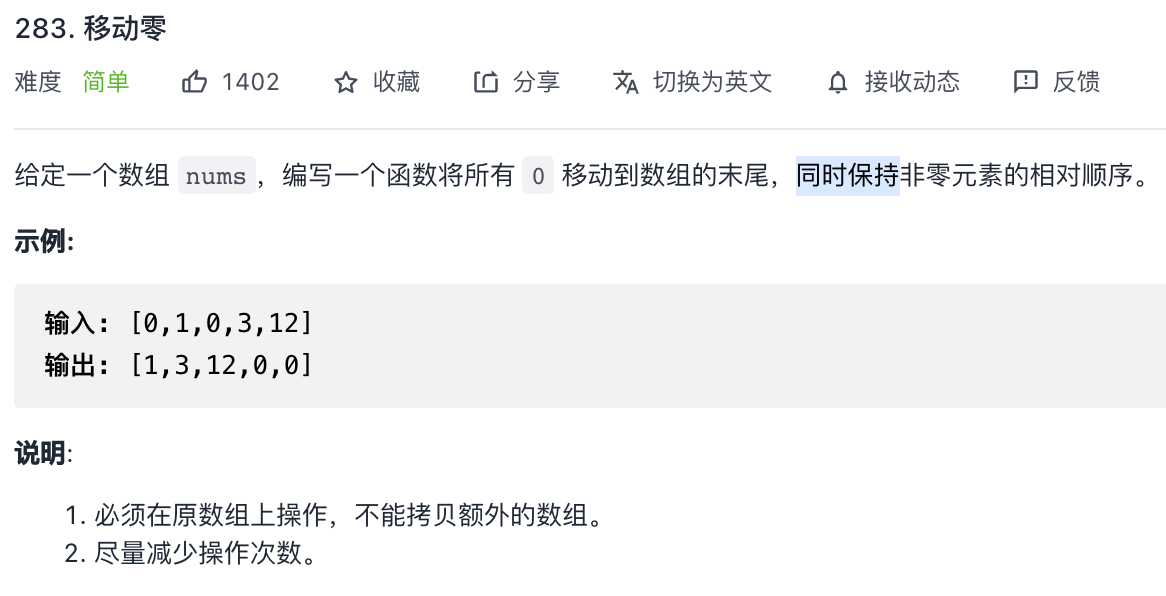 283. 移动零
难度 简单 1402 收藏 分享 切换为英文 接收动态 反馈
给定一个数组 nums，编写一个函数将所有 0 移动到数组的末尾，同时保持非零元素的相对顺序。
示例:
输入: [0,1,0,3,12]
输出: [1,3,12,0,0]
说明:
1. 必须在原数组上操作，不能拷贝额外的数组。
2. 尽量减少操作次数。